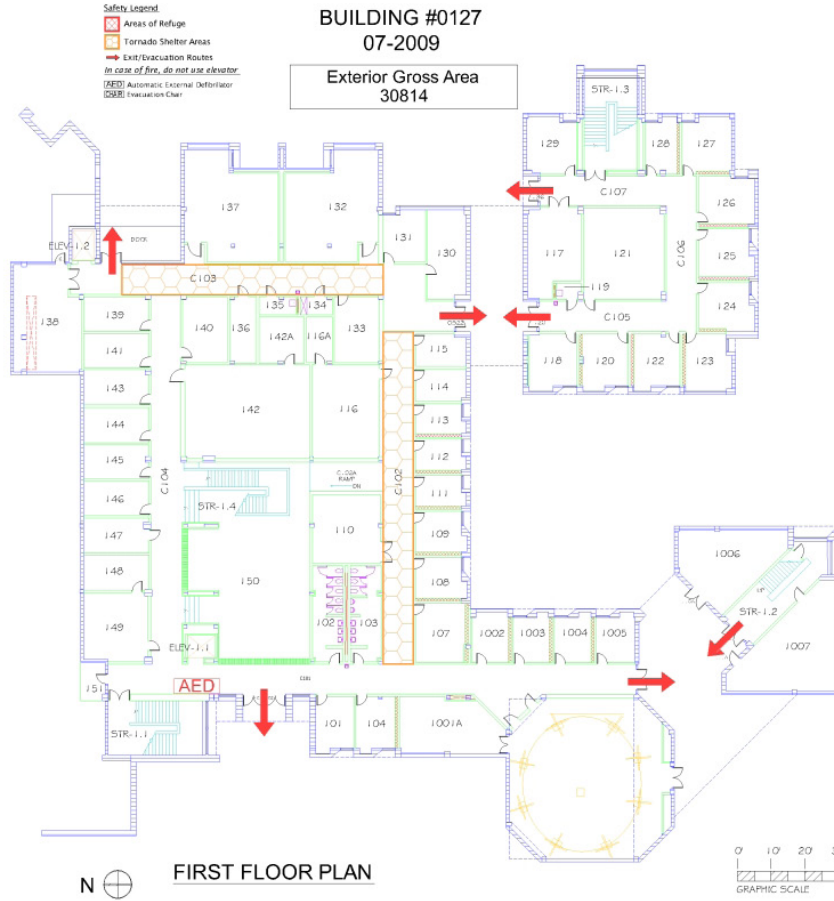 Safety Legend
Areas of Refuge
Tornado Shelter Areas
Exit/Evacuation Routes
In case of fire, do not use elevator
AED Automatic External Defibrillator
CHAIR Evacuation Chair
BUILDING #0127
07-2009
Exterior Gross Area
30814
STR-1.3
129
128
127
C107
126
137
132
131
130
117
121
C106
125
ELEV-1.2
DOCK
C103
119
124
138
139
140
136
135
134
133
C105
142A
116A
141
115
118
120
122
123
143
142
116
114
144
113
145
112
C104
C102A
RAMP
DN
C102
146
111
STR-1.4
147
110
109
148
150
108
149
102
103
107
1002
1003
1004
1005
ELEV-1.1
1006
STR-1.2
1007
151
AED
STR-1.1
101
104
1001A
FIRST FLOOR PLAN
N
0' 10' 20'
GRAPHIC SCALE